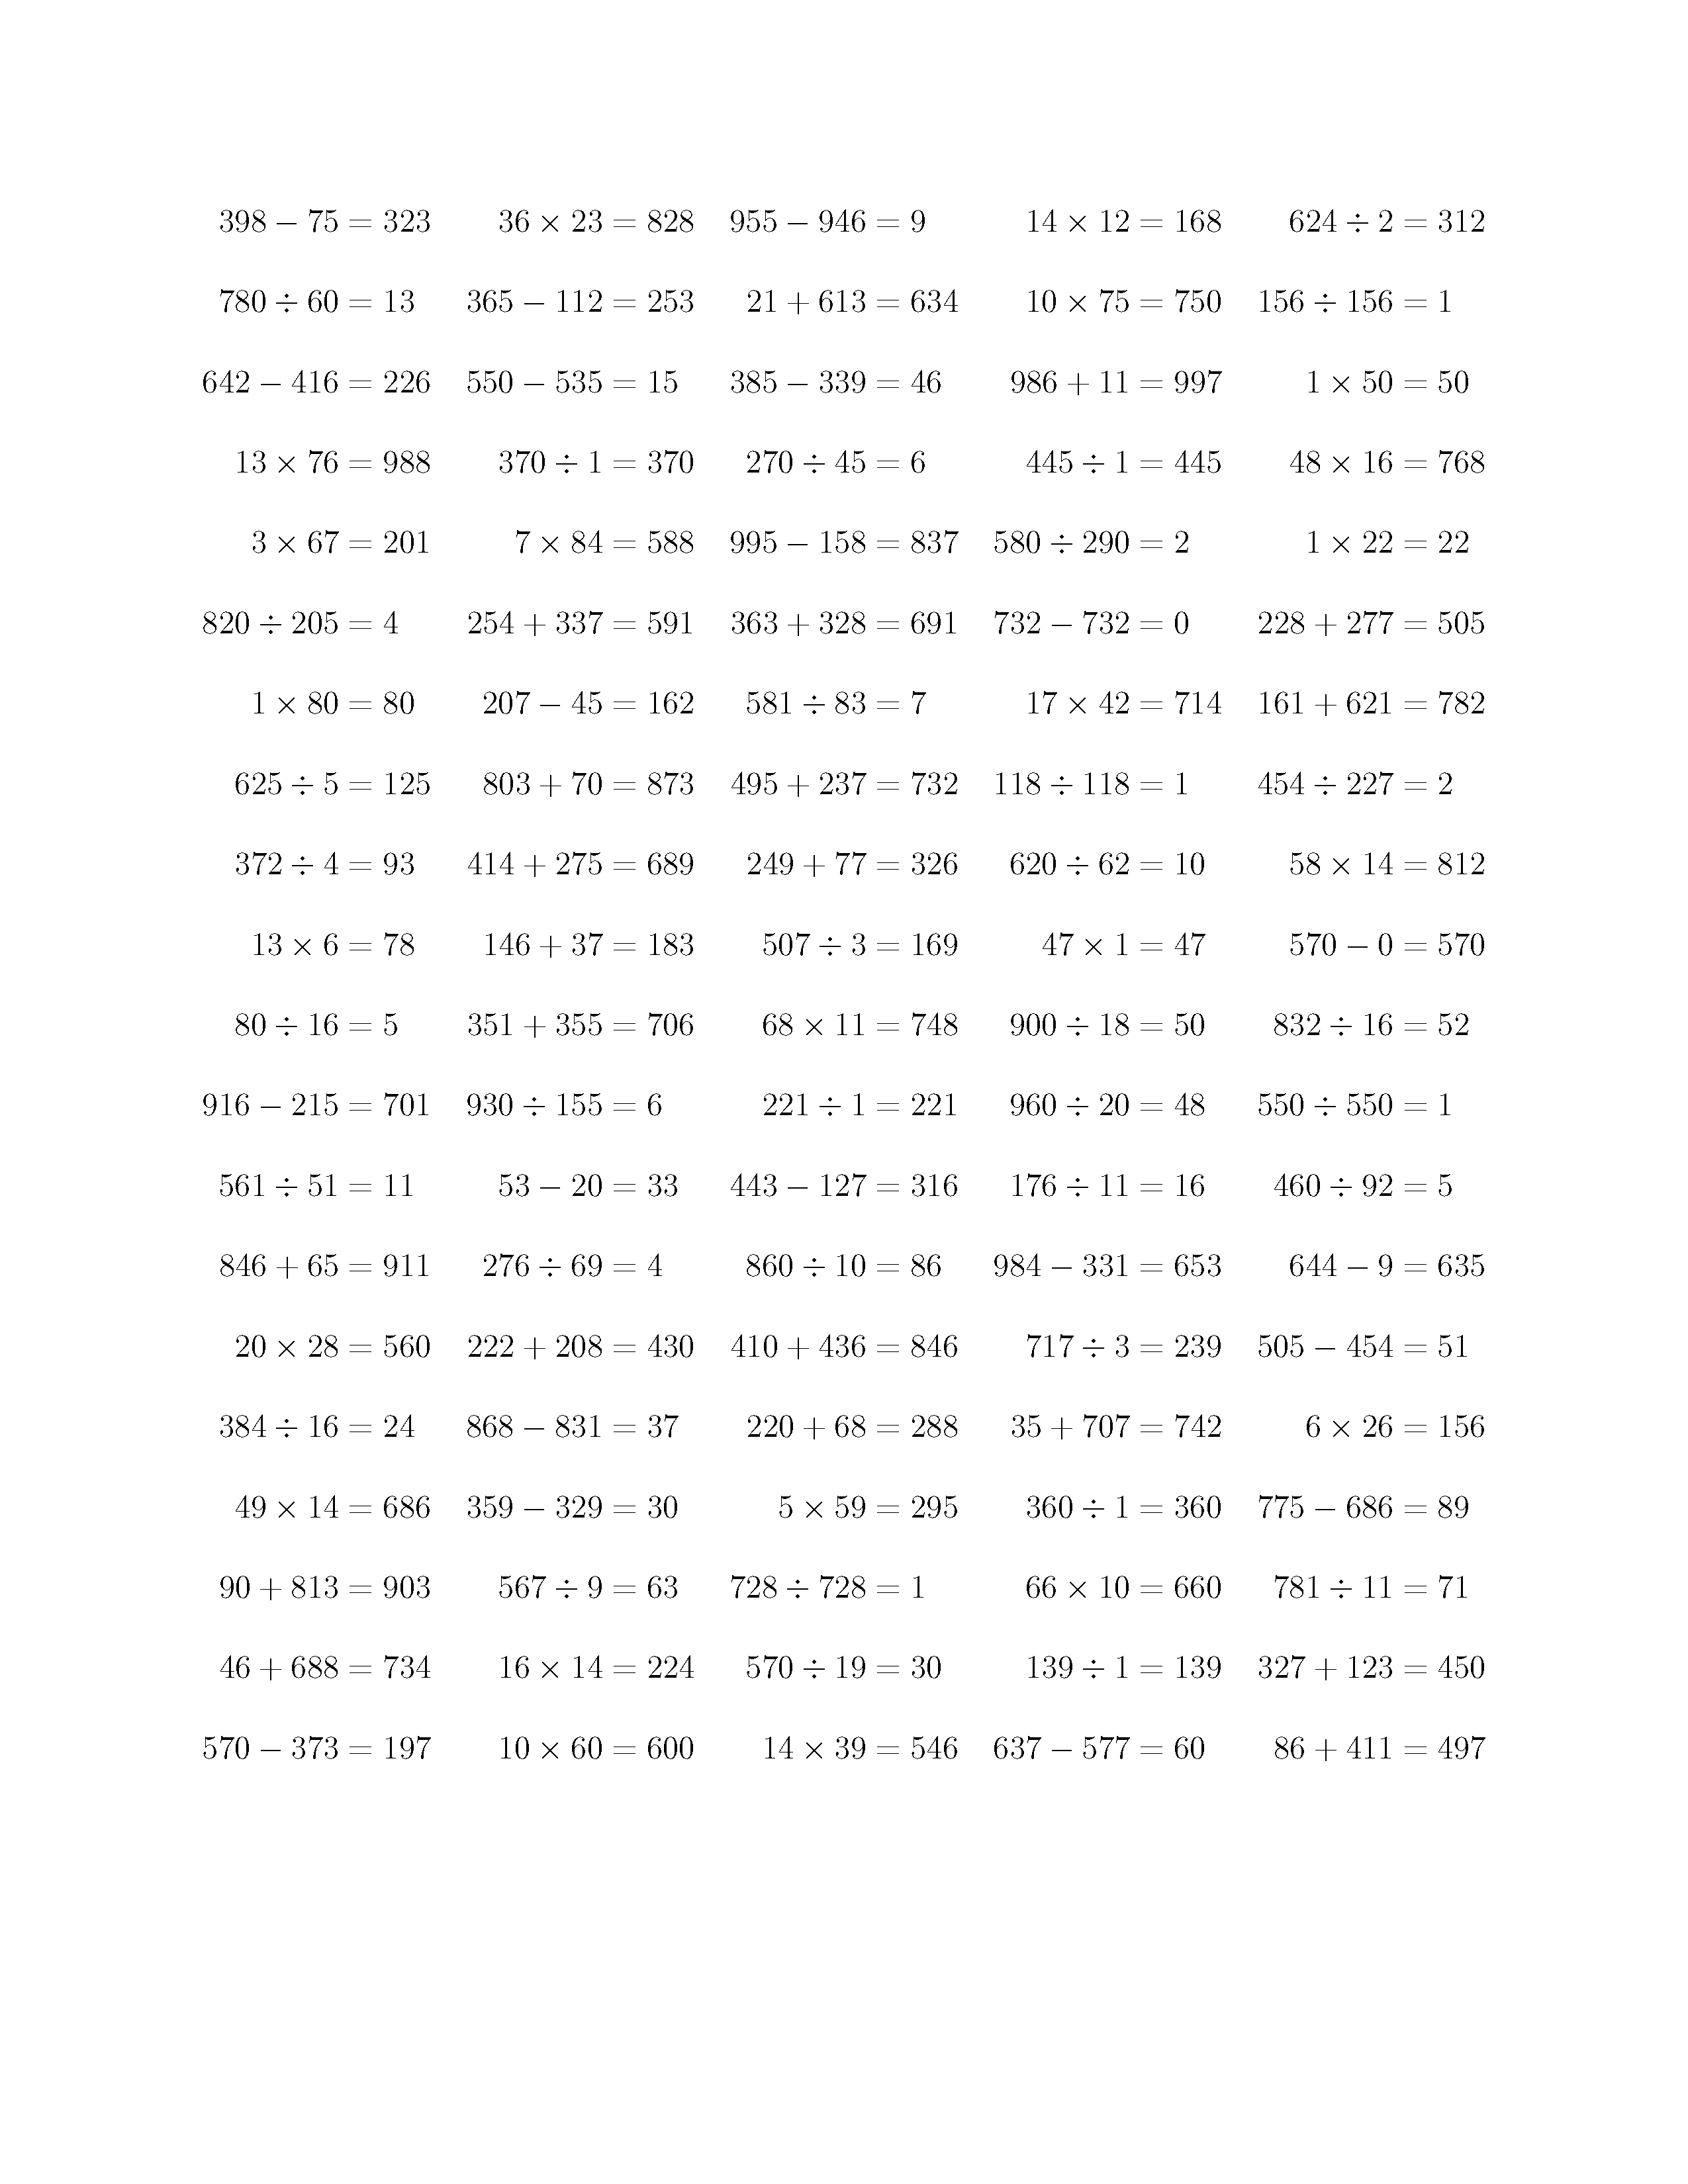 398 − 75 = 323 36 × 23 = 828 955 − 946 = 9 14 × 12 = 168 624 ÷ 2 = 312
780 ÷ 60 = 13 365 − 112 = 253 21 + 613 = 634 10 × 75 = 750 156 ÷ 156 = 1
642 − 416 = 226 550 − 535 = 15 385 − 339 = 46 986 + 11 = 997 1 × 50 = 50
13 × 76 = 988 370 ÷ 1 = 370 270 ÷ 45 = 6 445 ÷ 1 = 445 48 × 16 = 768
3 × 67 = 201 7 × 84 = 588 995 − 158 = 837 580 ÷ 290 = 2 1 × 22 = 22
820 ÷ 205 = 4 254 + 337 = 591 363 + 328 = 691 732 − 732 = 0 228 + 277 = 505
1 × 80 = 80 207 − 45 = 162 581 ÷ 83 = 7 17 × 42 = 714 161 + 621 = 782
625 ÷ 5 = 125 803 + 70 = 873 495 + 237 = 732 118 ÷ 118 = 1 454 ÷ 227 = 2
372 ÷ 4 = 93 414 + 275 = 689 249 + 77 = 326 620 ÷ 62 = 10 58 × 14 = 812
13 × 6 = 78 146 + 37 = 183 507 ÷ 3 = 169 47 × 1 = 47 570 − 0 = 570
80 ÷ 16 = 5 351 + 355 = 706 68 × 11 = 748 900 ÷ 18 = 50 832 ÷ 16 = 52
916 − 215 = 701 930 ÷ 155 = 6 221 ÷ 1 = 221 960 ÷ 20 = 48 550 ÷ 550 = 1
561 ÷ 51 = 11 53 − 20 = 33 443 − 127 = 316 176 ÷ 11 = 16 460 ÷ 92 = 5
846 + 65 = 911 276 ÷ 69 = 4 860 ÷ 10 = 86 984 − 331 = 653 644 − 9 = 635
20 × 28 = 560 222 + 208 = 430 410 + 436 = 846 717 ÷ 3 = 239 505 − 454 = 51
384 ÷ 16 = 24 868 − 831 = 37 220 + 68 = 288 35 + 707 = 742 6 × 26 = 156
49 × 14 = 686 359 − 329 = 30 5 × 59 = 295 360 ÷ 1 = 360 775 − 686 = 89
90 + 813 = 903 567 ÷ 9 = 63 728 ÷ 728 = 1 66 × 10 = 660 781 ÷ 11 = 71
46 + 688 = 734 16 × 14 = 224 570 ÷ 19 = 30 139 ÷ 1 = 139 327 + 123 = 450
570 − 373 = 197 10 × 60 = 600 14 × 39 = 546 637 − 577 = 60 86 + 411 = 497